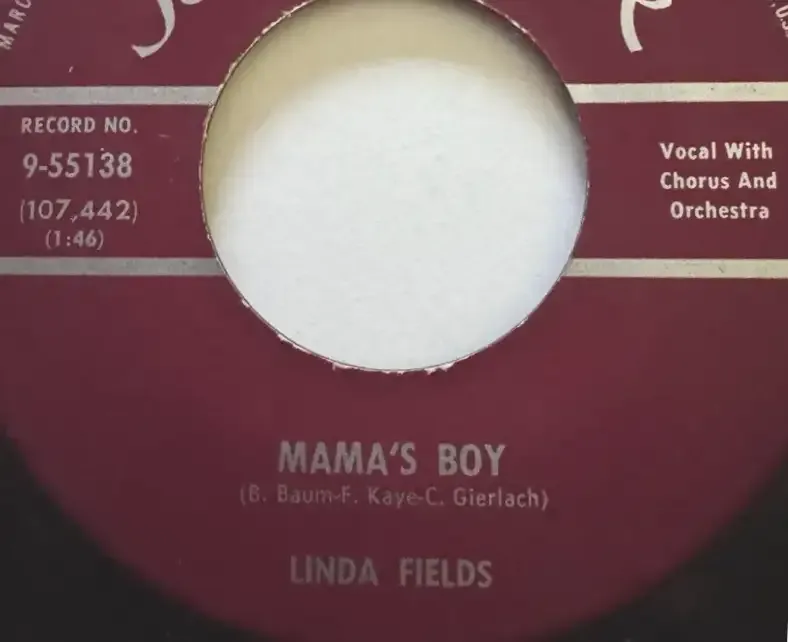 MARC
RECORD NO.
9-55138
(107,442)
(1:46)
Vocal With
Chorus And
Orchestra
MAMA'S BOY
(B. Baum-F. Kaye-C. Gierlach)
LINDA FIELDS